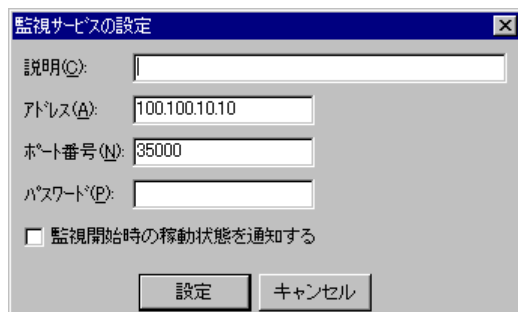 監視サービスの設定
説明(C):
アドレス(A): 100.100.10.10
ポート番号(N): 35000
パスワード(P):
監視開始時の稼動状態を通知する
設定 キャンセル